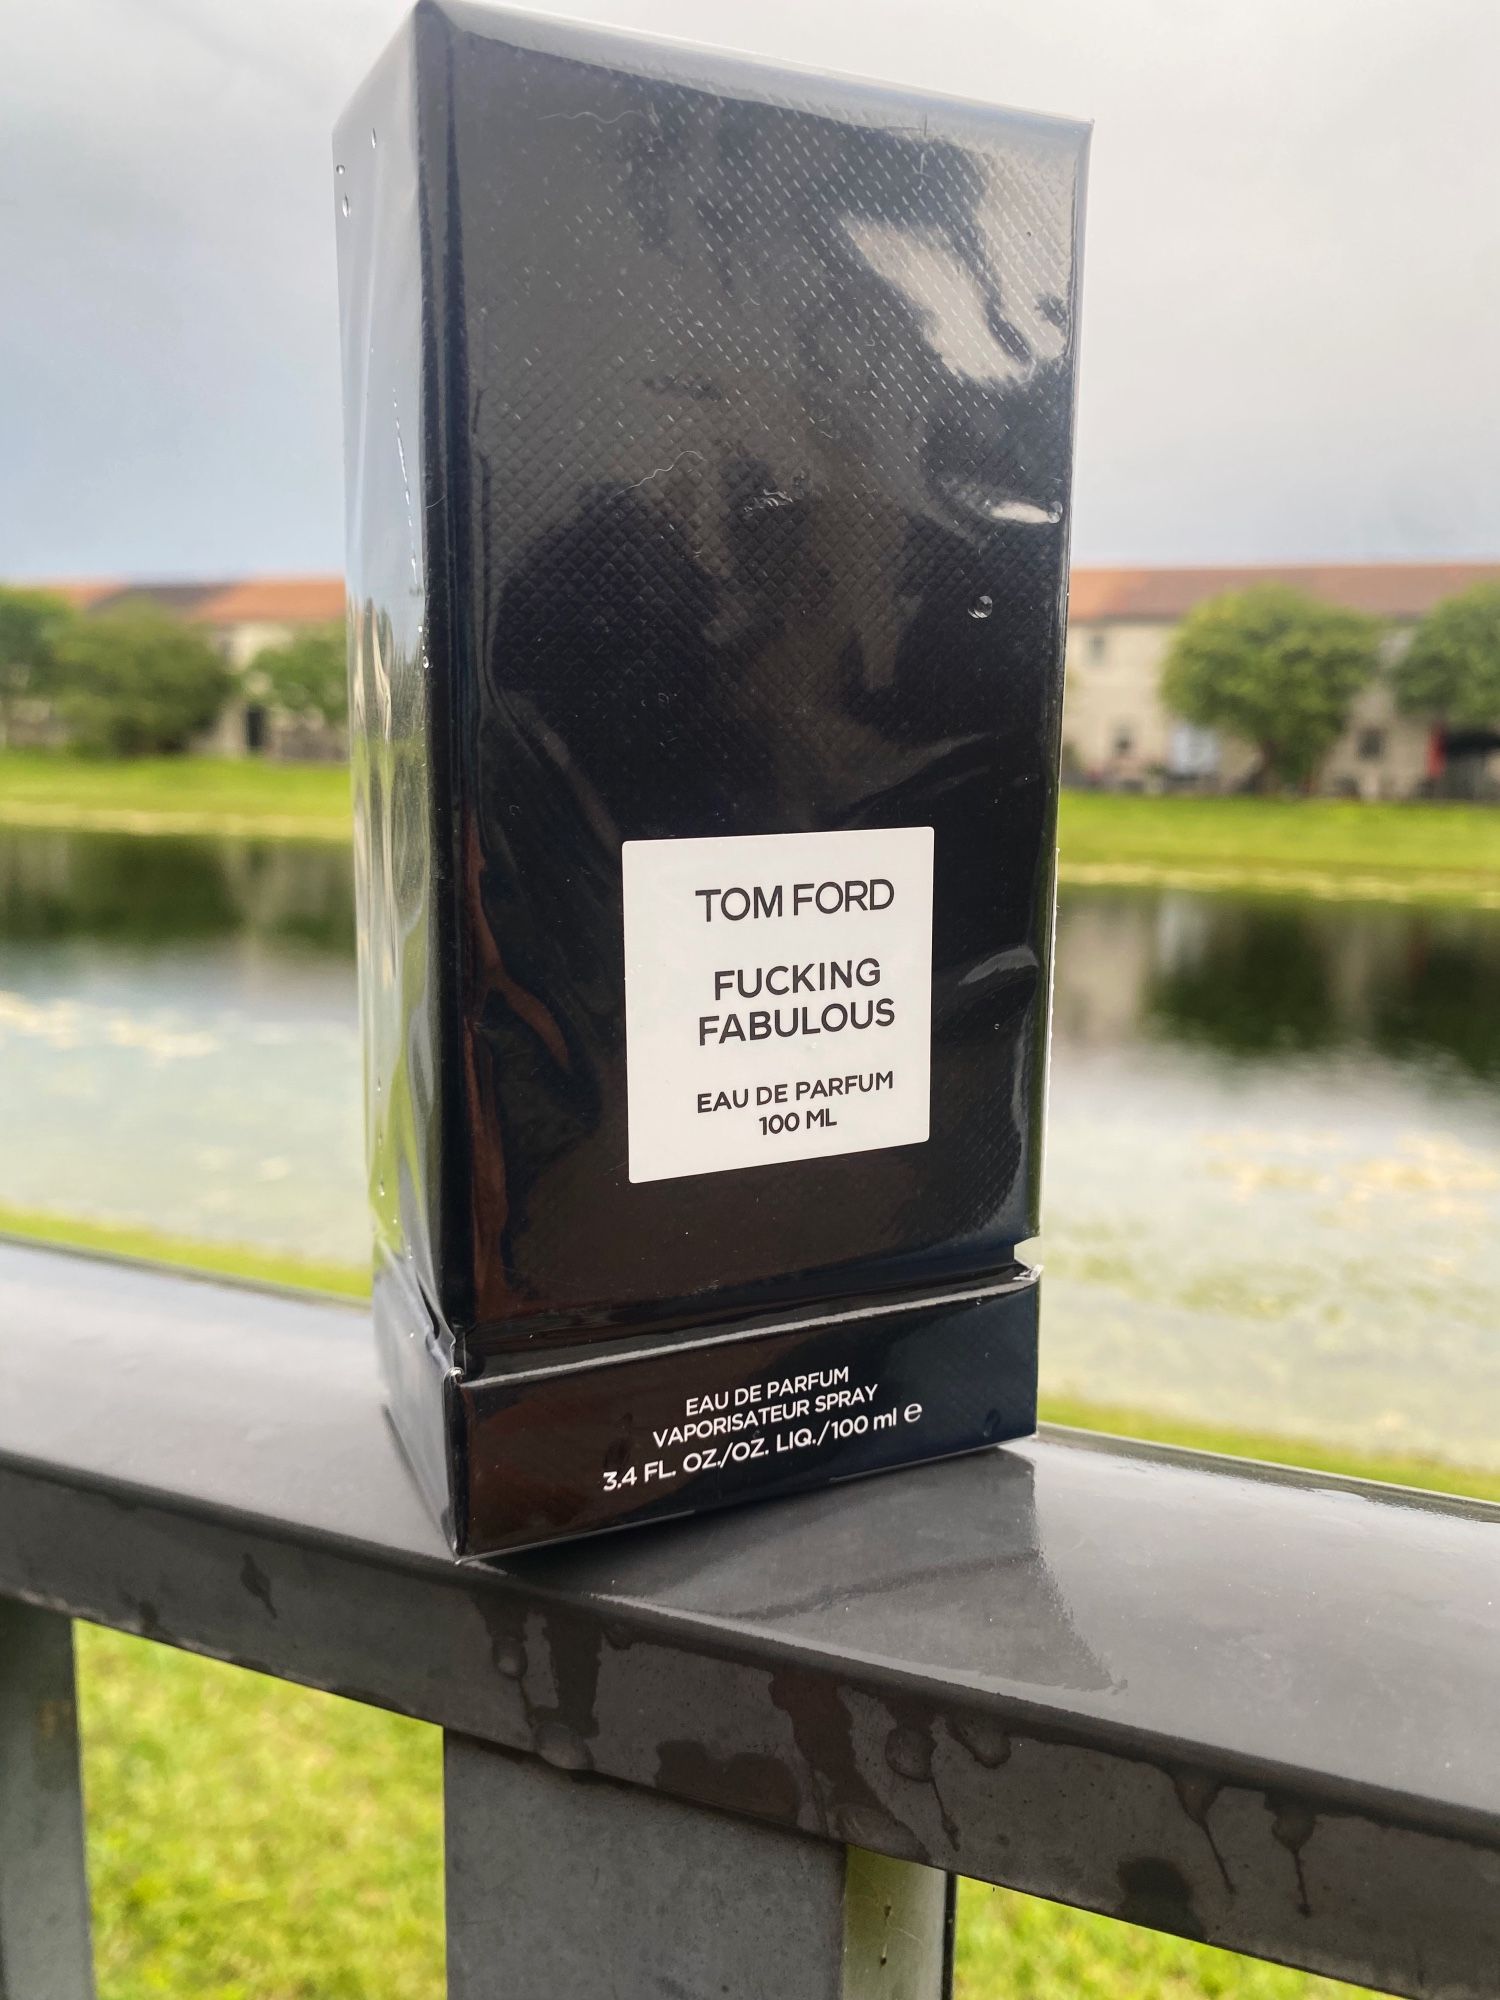 TOM FORD
FUCKING
FABULOUS
EAU DE PARFUM
100 ML
EAU DE PARFUM
VAPORISATEUR SPRAY
3.4 FL. OZ./OZ. LIQ./100 ml ℮